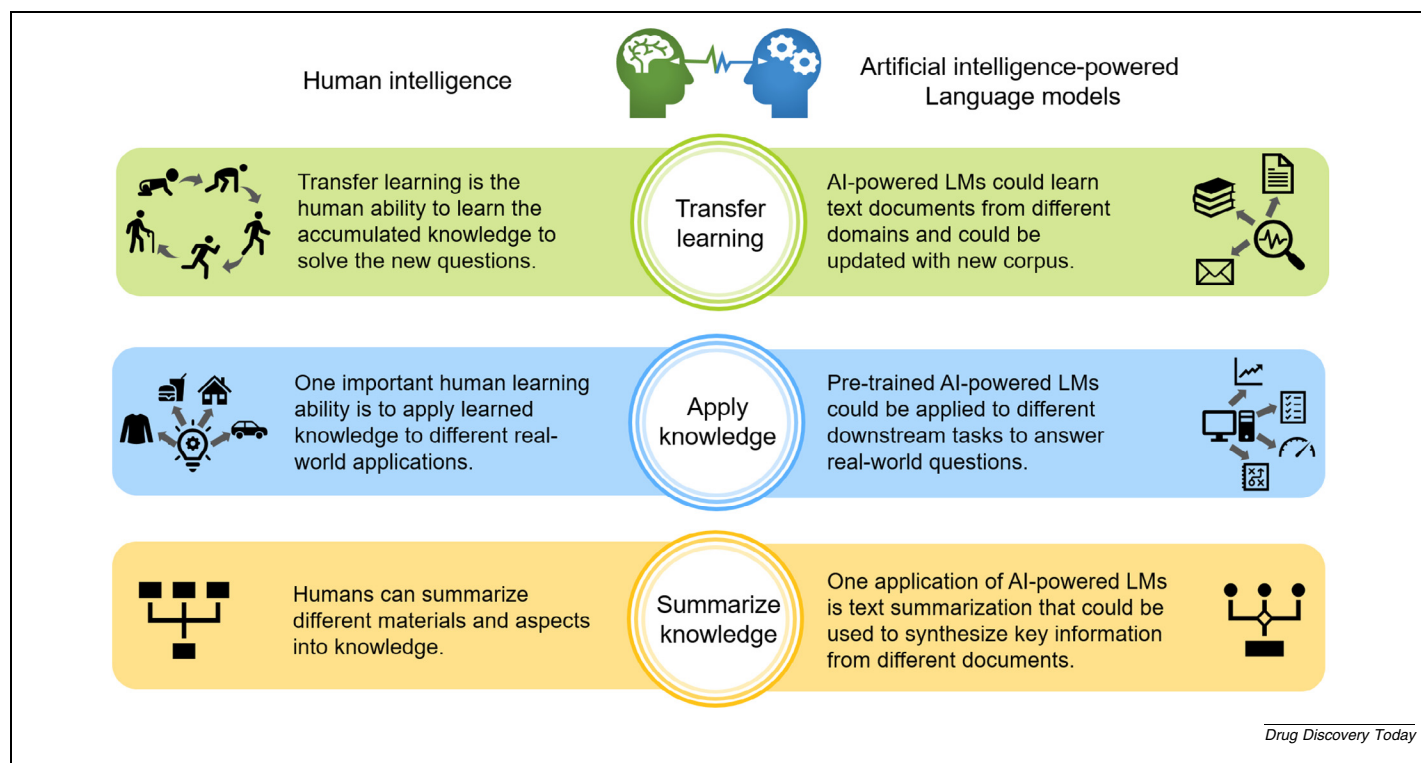 Human intelligence
Artificial intelligence-powered
Language models
Transfer learning is the
human ability to learn the
accumulated knowledge to
solve the new questions.
Transfer
learning
AI-powered LMs could learn
text documents from different
domains and could be
updated with new corpus.
One important human learning
ability is to apply learned
knowledge to different real-
world applications.
Apply
knowledge
Pre-trained AI-powered LMs
could be applied to different
downstream tasks to answer
real-world questions.
Humans can summarize
different materials and aspects
into knowledge.
Summarize
knowledge
One application of AI-powered LMs
is text summarization that could be
used to synthesize key information
from different documents.
Drug Discovery Today